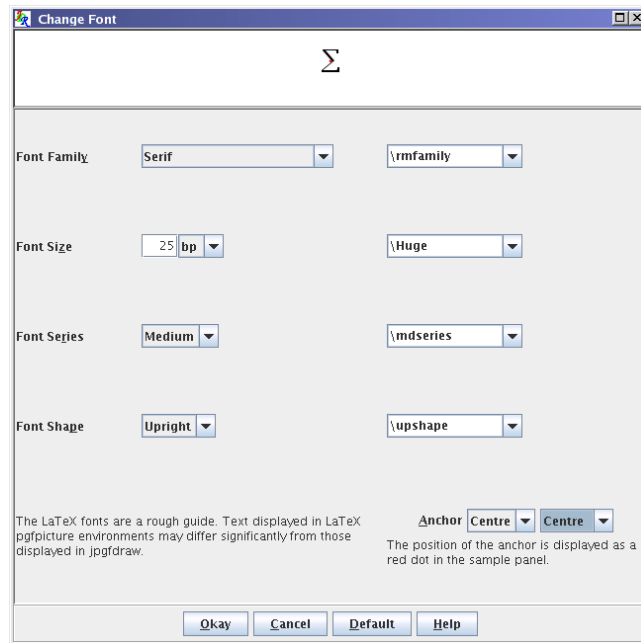 Change Font
Σ
Font Family Serif \rmfamily
Font Size 25 bp \Huge
Font Series Medium \mdseries
Font Shape Upright \upshape
The LaTeX fonts are a rough guide. Text displayed in LaTeX
pgfpicture environments may differ significantly from those
displayed in jpgfdraw.
Anchor Centre Centre
The position of the anchor is displayed as a
red dot in the sample panel.
Okay Cancel Default Help